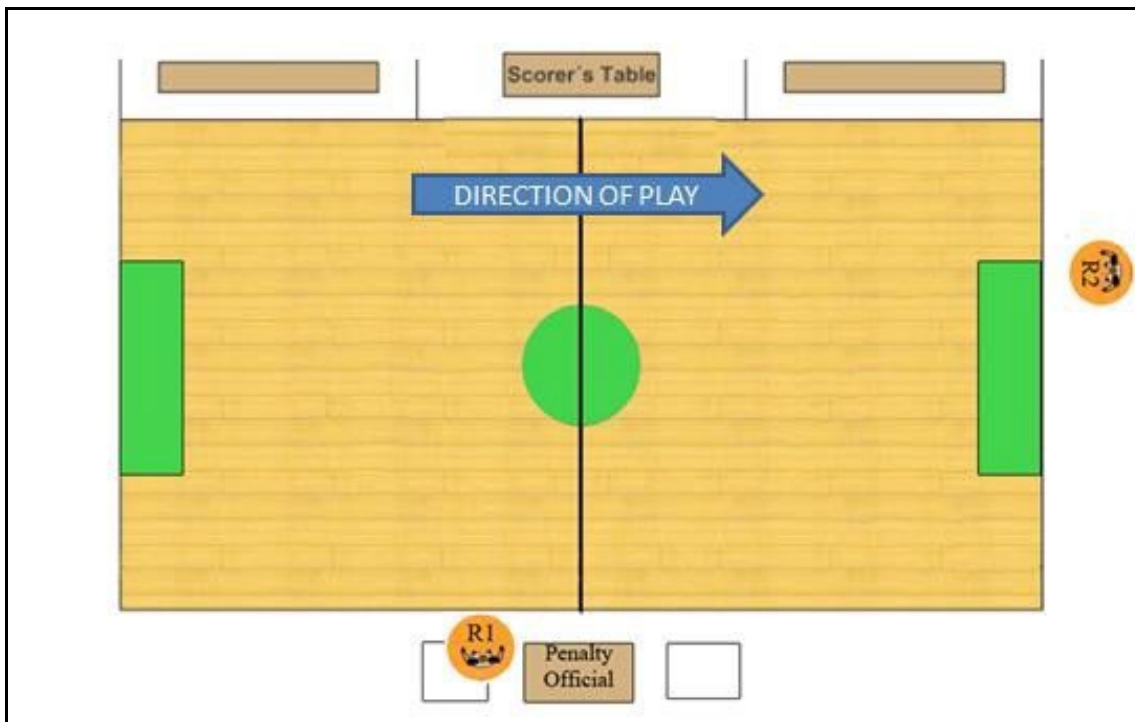 Scorer´s Table
DIRECTION OF PLAY
R2
R1
Penalty
Official